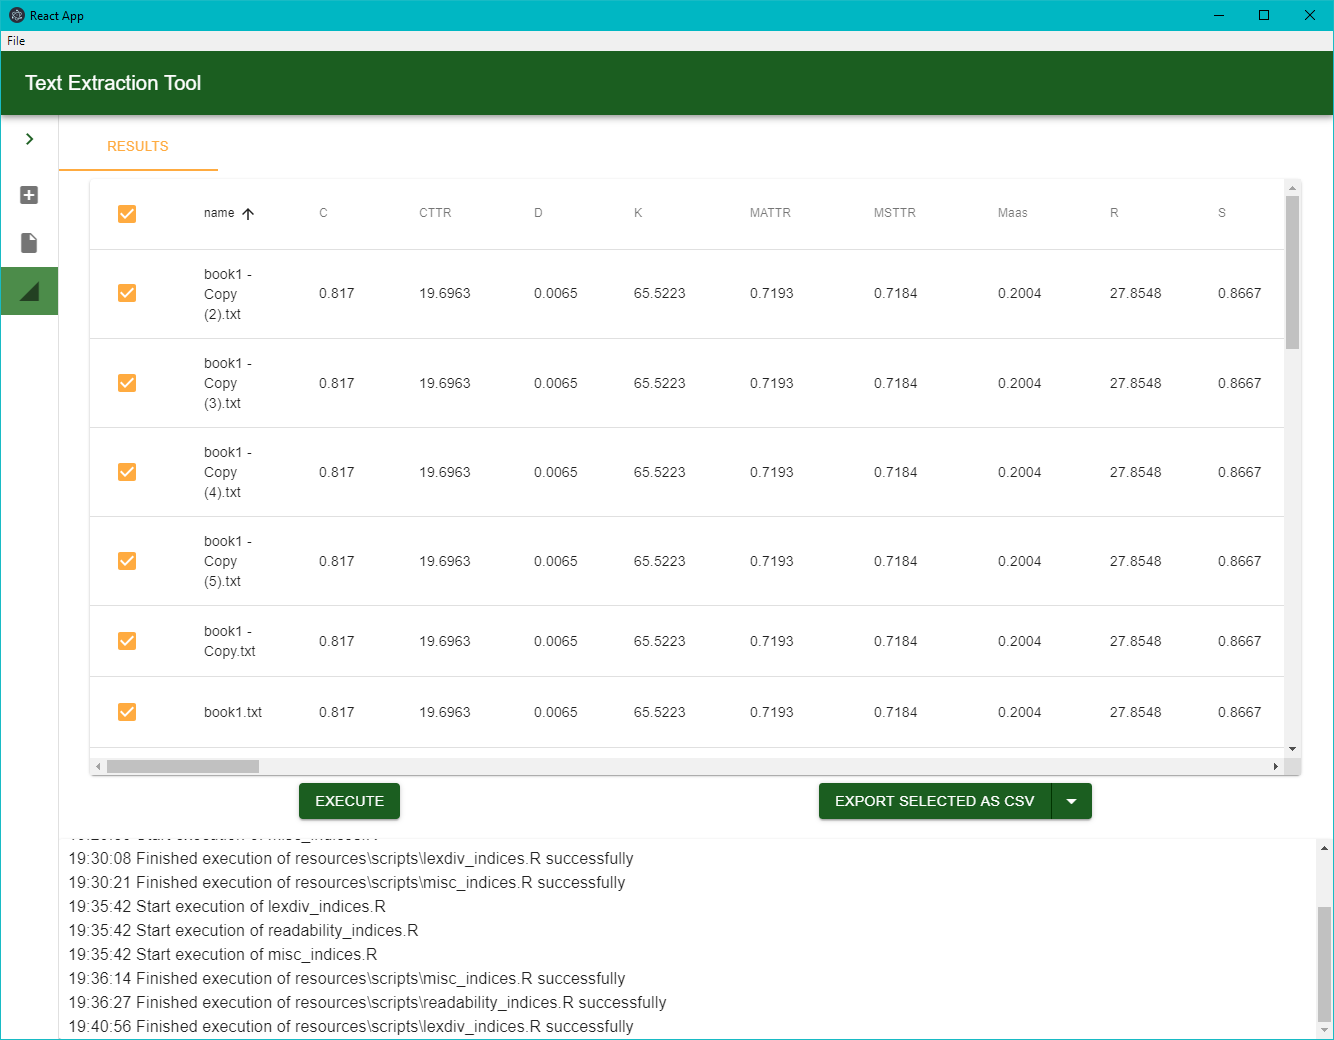 React App
File
Text Extraction Tool
RESULTS
name C CTTR D K MATTR MSTTR Maas R S
book1 -
Copy
(2).txt
0.817 19.6963 0.0065 65.5223 0.7193 0.7184 0.2004 27.8548 0.8667
book1 -
Copy
(3).txt
0.817 19.6963 0.0065 65.5223 0.7193 0.7184 0.2004 27.8548 0.8667
book1 -
Copy
(4).txt
0.817 19.6963 0.0065 65.5223 0.7193 0.7184 0.2004 27.8548 0.8667
book1 -
Copy
(5).txt
0.817 19.6963 0.0065 65.5223 0.7193 0.7184 0.2004 27.8548 0.8667
book1 -
Copy.txt
0.817 19.6963 0.0065 65.5223 0.7193 0.7184 0.2004 27.8548 0.8667
book1.txt 0.817 19.6963 0.0065 65.5223 0.7193 0.7184 0.2004 27.8548 0.8667
EXECUTE
EXPORT SELECTED AS CSV
Start execution of misc_indices.R
19:30:08 Finished execution of resources\scripts\lexdiv_indices.R successfully
19:30:21 Finished execution of resources\scripts\misc_indices.R successfully
19:35:42 Start execution of lexdiv_indices.R
19:35:42 Start execution of readability_indices.R
19:35:42 Start execution of misc_indices.R
19:36:14 Finished execution of resources\scripts\misc_indices.R successfully
19:36:27 Finished execution of resources\scripts\readability_indices.R successfully
19:40:56 Finished execution of resources\scripts\lexdiv_indices.R successfully